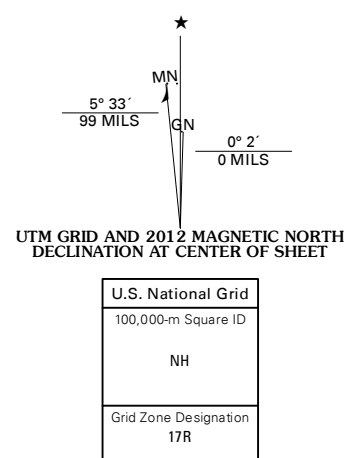 ★
MN
5° 33´
99 MILS
GN
0° 2´
0 MILS
UTM GRID AND 2012 MAGNETIC NORTH
DECLINATION AT CENTER OF SHEET
U.S. National Grid
100,000-m Square ID
NH
Grid Zone Designation
17R